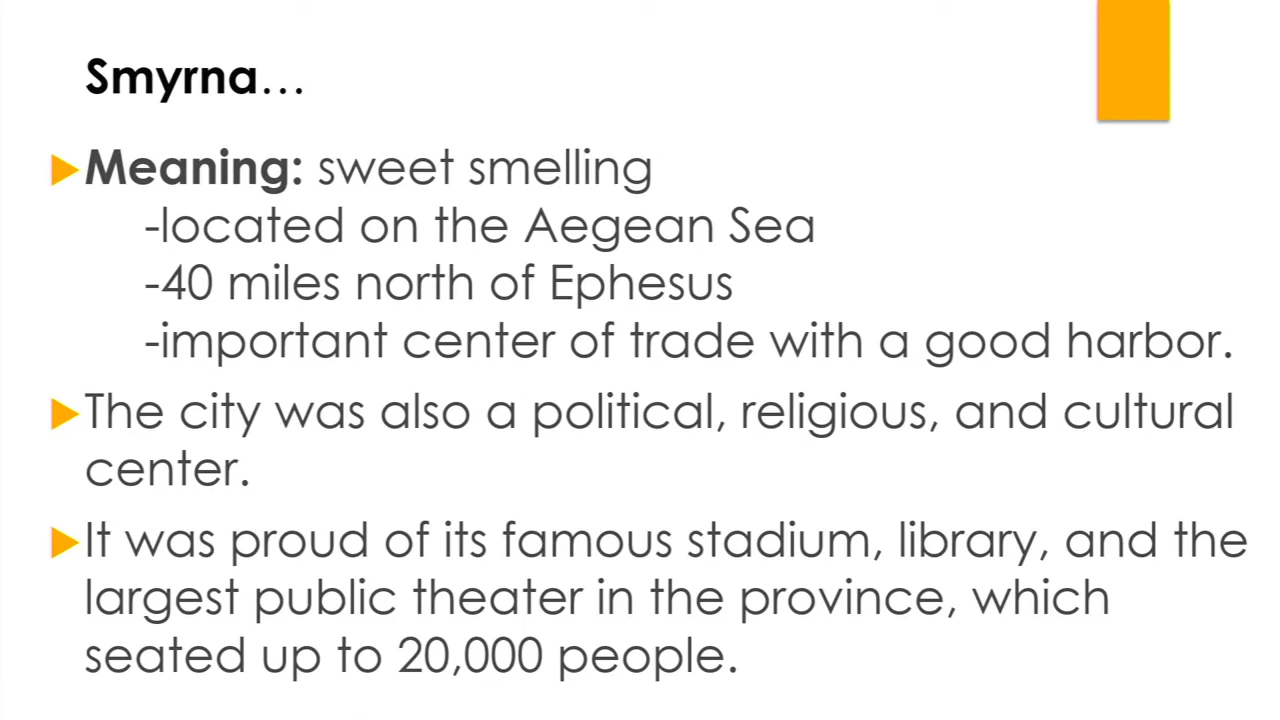 Smyrna…
Meaning: sweet smelling
-located on the Aegean Sea
-40 miles north of Ephesus
-important center of trade with a good harbor.
The city was also a political, religious, and cultural
center.
It was proud of its famous stadium, library, and the
largest public theater in the province, which
seated up to 20,000 people.